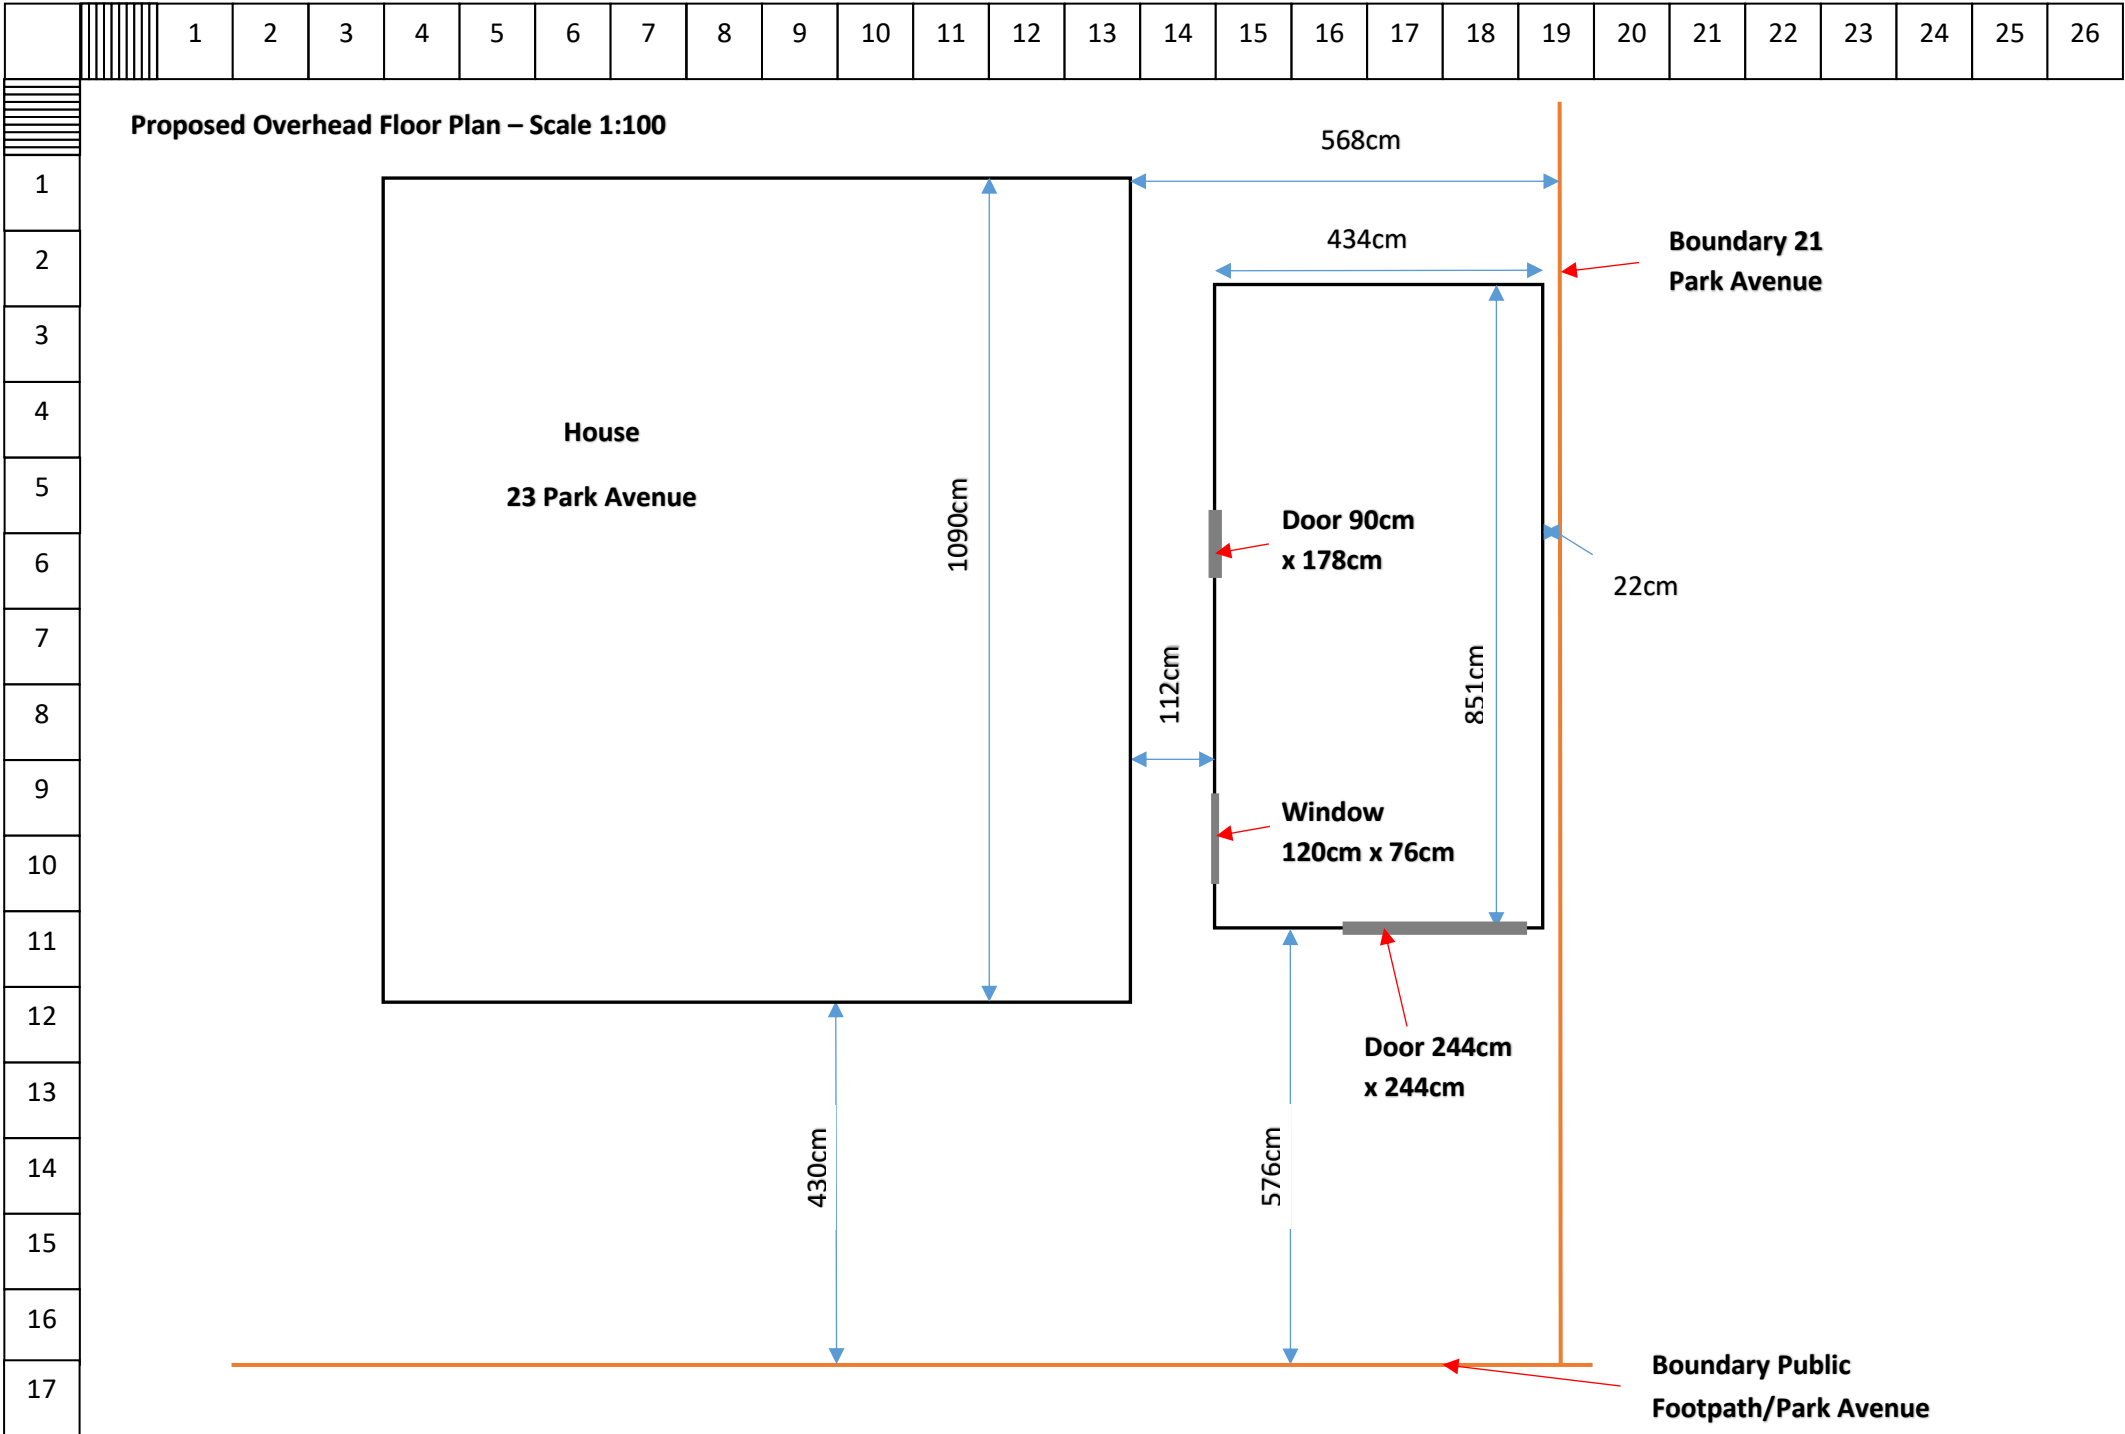 1 2 3 4 5 6 7 8 9 10 11 12 13 14 15 16 17 18 19 20 21 22 23 24 25 26
Proposed Overhead Floor Plan – Scale 1:100
568cm
1
434cm
2
Boundary 21
Park Avenue
3
4
House
5
23 Park Avenue
1090cm
Door 90cm
x 178cm
6
22cm
7
112cm
851cm
8
9
Window
120cm x 76cm
10
11
12
Door 244cm
x 244cm
13
430cm
576cm
14
15
16
17
Boundary Public
Footpath/Park Avenue